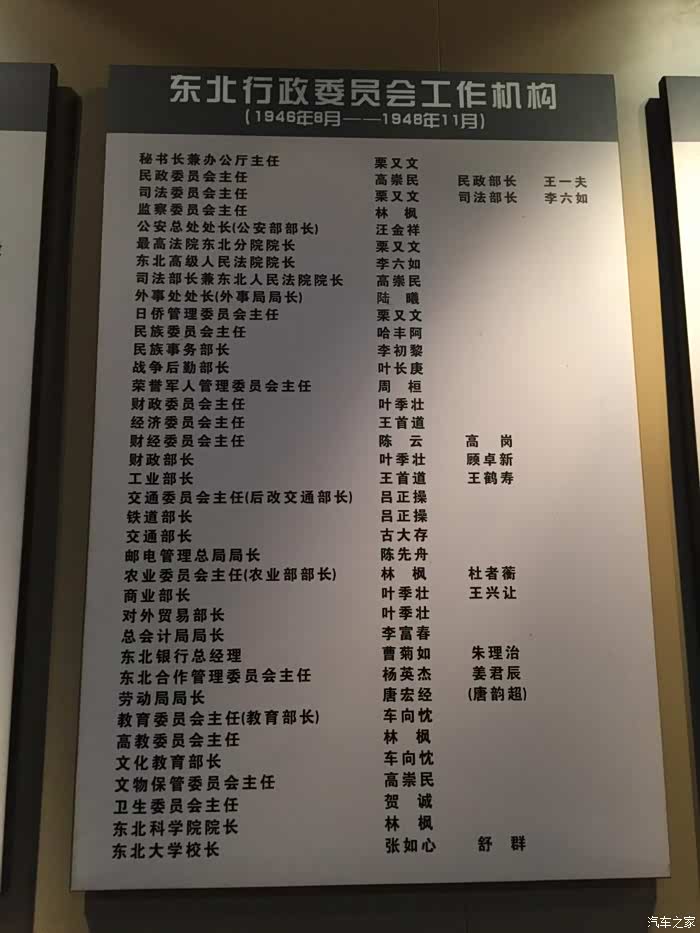 东北行政委员会工作机构
(1946年8月——1948年11月)
秘书长兼办公厅主任 栗又文
民政委员会主任 高崇民 民政部长 王一夫
司法委员会主任 栗又文 司法部长 李六如
监察委员会主任 林 枫
公安总处处长(公安部部长) 汪金祥
最高法院东北分院院长 栗又文
东北高级人民法院院长 李六如
司法部长兼东北人民法院院长 高崇民
外事处处长(外事局局长) 陆 曦
日侨管理委员会主任 栗又文
民族委员会主任 哈丰阿
民族事务部长 李初黎
战争后勤部长 叶长庚
荣誉军人管理委员会主任 周 桓
财政委员会主任 叶季壮
经济委员会主任 王首道
财经委员会主任 陈 云 高 岗
财政部长 叶季壮 顾卓新
工业部长 王首道 王鹤寿
交通委员会主任(后改交通部长) 吕正操
铁道部长 吕正操
交通部长 古大存
邮电管理总局局长 陈先舟
农业委员会主任(农业部部长) 林 枫 杜者蘅
商业部长 叶季壮 王兴让
对外贸易部长 叶季壮
总会计局局长 李富春
东北银行总经理 曹菊如 朱理治
东北合作管理委员会主任 杨英杰 姜君辰
劳动局局长 唐宏经 (唐韵超)
教育委员会主任(教育部长) 车向忱
高教委员会主任 林 枫
文化教育部长 车向忱
文物保管委员会主任 高崇民
卫生委员会主任 贺 诚
东北科学院院长 林 枫
东北大学校长 张如心 舒 群
汽车之家